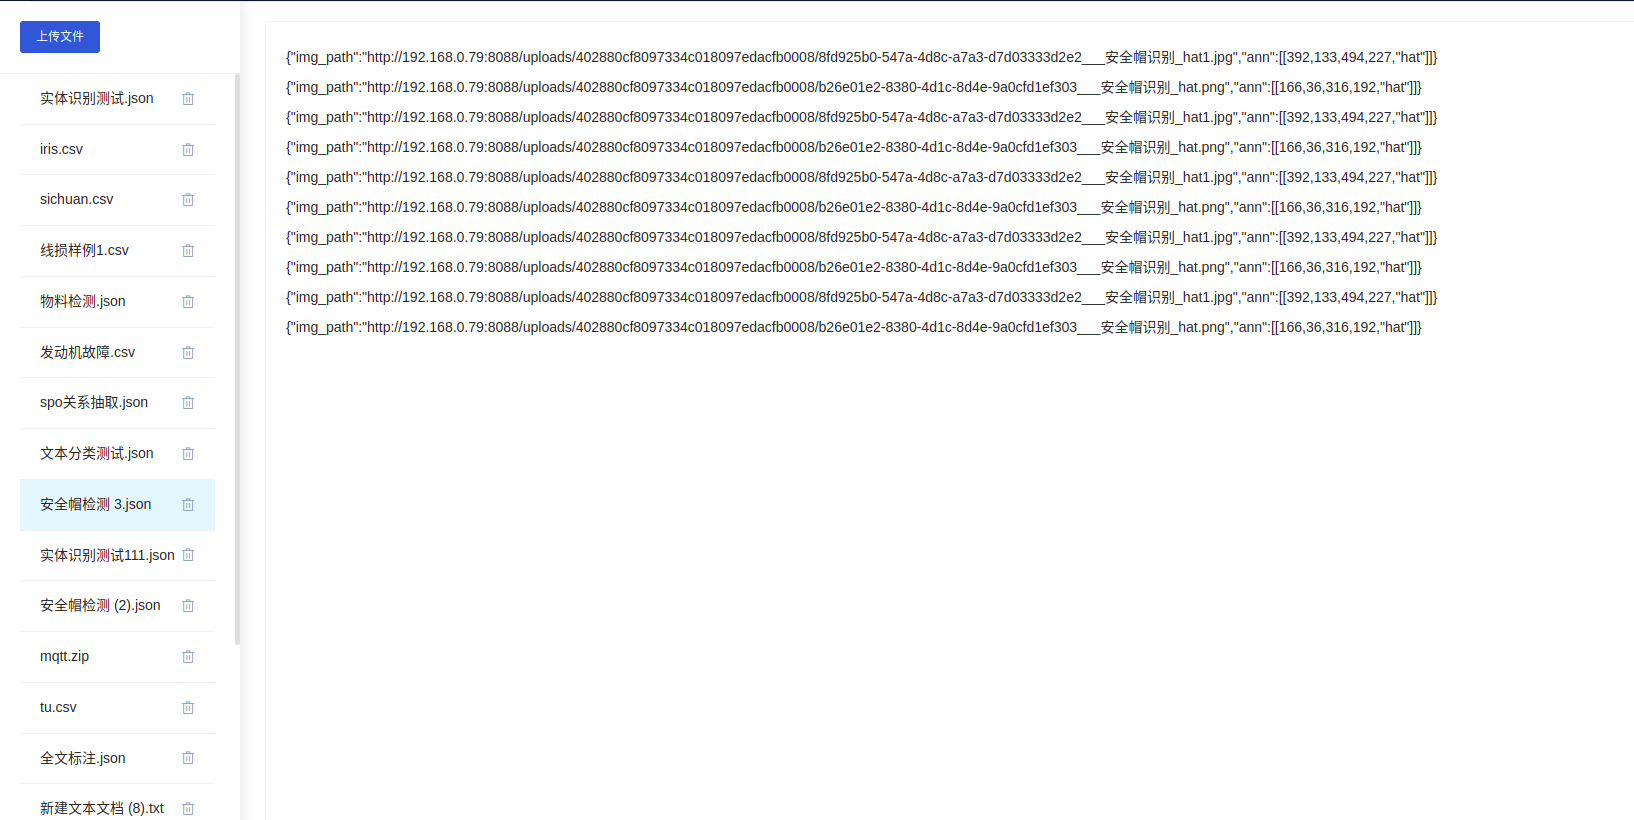 上传文件
实体识别测试.json
iris.csv
sichuan.csv
线损样例1.csv
物料检测.json
发动机故障.csv
spo关系抽取.json
文本分类测试.json
安全帽检测 3.json
实体识别测试111.json
安全帽检测 (2).json
mqtt.zip
tu.csv
全文标注.json
新建文本文档 (8).txt
{"img_path":"http://192.168.0.79:8088/uploads/402880cf8097334c018097edacfb0008/8fd925b0-547a-4d8c-a7a3-d7d03333d2e2___安全帽识别_hat1.jpg","ann":[[392,133,494,227,"hat"]]}
{"img_path":"http://192.168.0.79:8088/uploads/402880cf8097334c018097edacfb0008/b26e01e2-8380-4d1c-8d4e-9a0cfd1ef303___安全帽识别_hat.png","ann":[[166,36,316,192,"hat"]]}
{"img_path":"http://192.168.0.79:8088/uploads/402880cf8097334c018097edacfb0008/8fd925b0-547a-4d8c-a7a3-d7d03333d2e2___安全帽识别_hat1.jpg","ann":[[392,133,494,227,"hat"]]}
{"img_path":"http://192.168.0.79:8088/uploads/402880cf8097334c018097edacfb0008/b26e01e2-8380-4d1c-8d4e-9a0cfd1ef303___安全帽识别_hat.png","ann":[[166,36,316,192,"hat"]]}
{"img_path":"http://192.168.0.79:8088/uploads/402880cf8097334c018097edacfb0008/8fd925b0-547a-4d8c-a7a3-d7d03333d2e2___安全帽识别_hat1.jpg","ann":[[392,133,494,227,"hat"]]}
{"img_path":"http://192.168.0.79:8088/uploads/402880cf8097334c018097edacfb0008/b26e01e2-8380-4d1c-8d4e-9a0cfd1ef303___安全帽识别_hat.png","ann":[[166,36,316,192,"hat"]]}
{"img_path":"http://192.168.0.79:8088/uploads/402880cf8097334c018097edacfb0008/8fd925b0-547a-4d8c-a7a3-d7d03333d2e2___安全帽识别_hat1.jpg","ann":[[392,133,494,227,"hat"]]}
{"img_path":"http://192.168.0.79:8088/uploads/402880cf8097334c018097edacfb0008/b26e01e2-8380-4d1c-8d4e-9a0cfd1ef303___安全帽识别_hat.png","ann":[[166,36,316,192,"hat"]]}
{"img_path":"http://192.168.0.79:8088/uploads/402880cf8097334c018097edacfb0008/8fd925b0-547a-4d8c-a7a3-d7d03333d2e2___安全帽识别_hat1.jpg","ann":[[392,133,494,227,"hat"]]}
{"img_path":"http://192.168.0.79:8088/uploads/402880cf8097334c018097edacfb0008/b26e01e2-8380-4d1c-8d4e-9a0cfd1ef303___安全帽识别_hat.png","ann":[[166,36,316,192,"hat"]]}